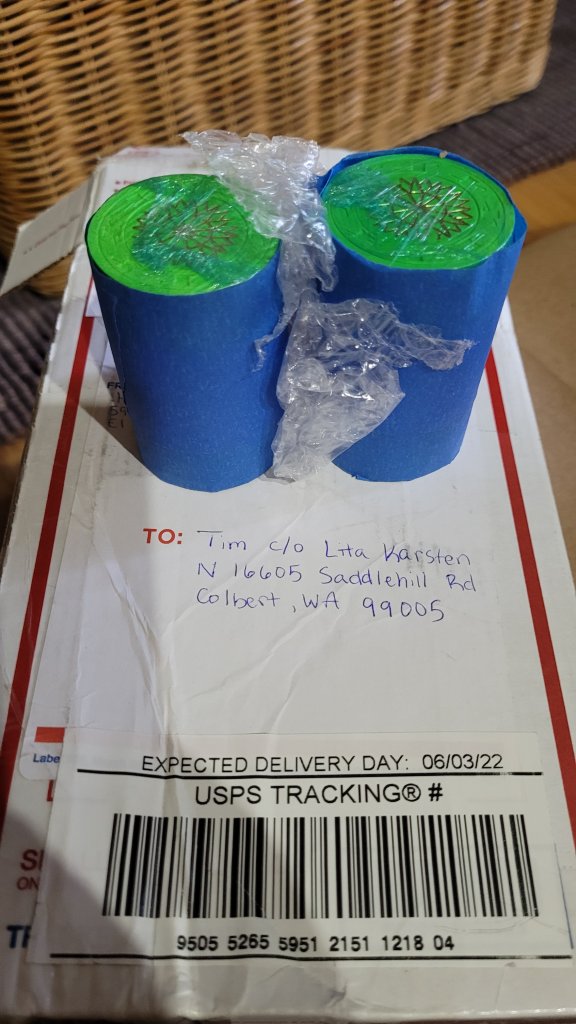 TO: Tim c/o Lita Karsten
N 16605 Saddlehill Rd
Colbert, WA 99005
EXPECTED DELIVERY DAY: 06/03/22
USPS TRACKING® #
9505 5265 5951 2151 1218 04